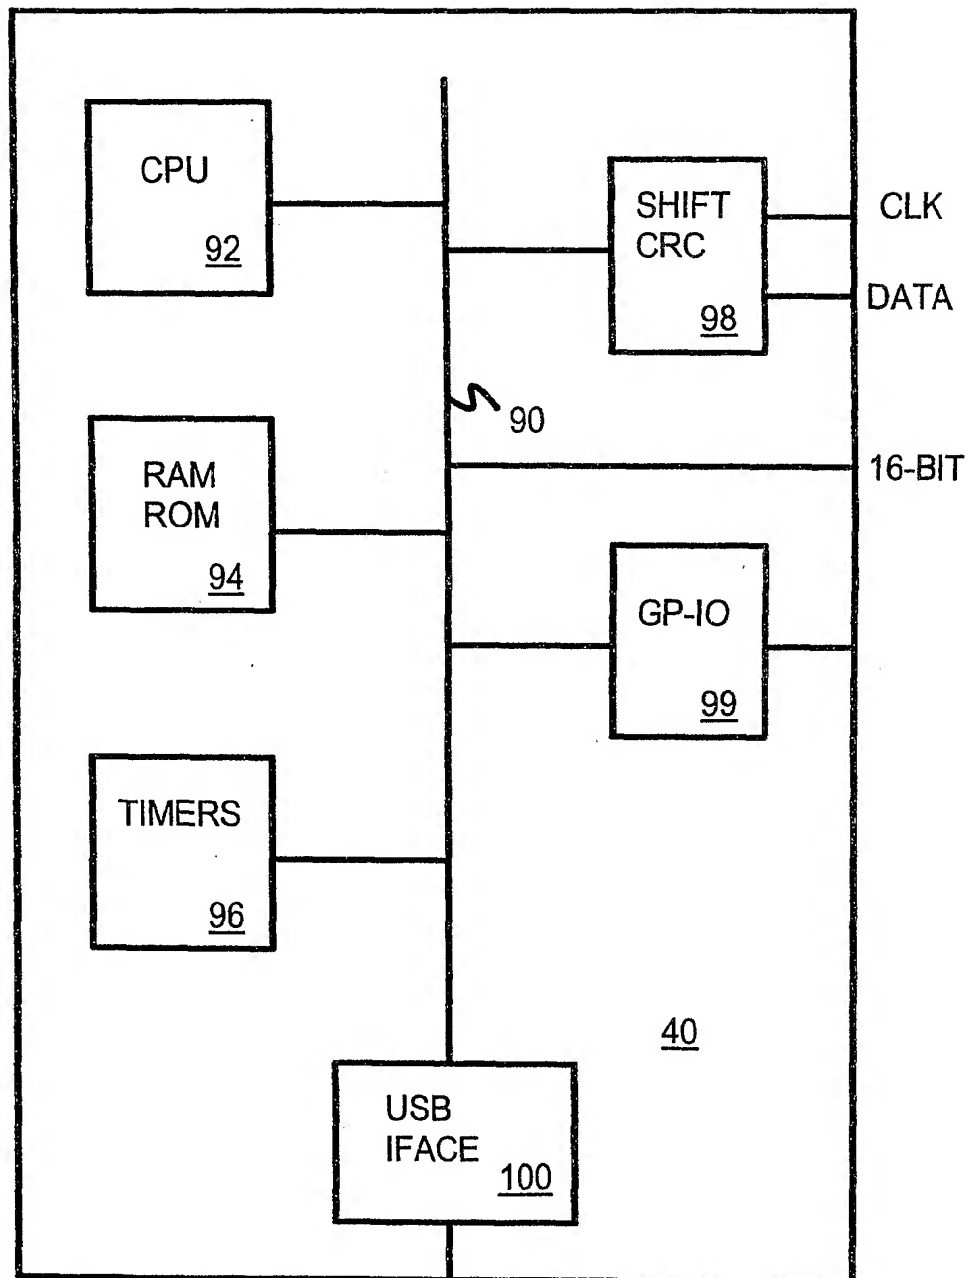 CPU
92
SHIFT
CRC
98
CLK
DATA
90
RAM
ROM
94
16-BIT
GP-IO
99
TIMERS
96
40
USB
IFACE
100